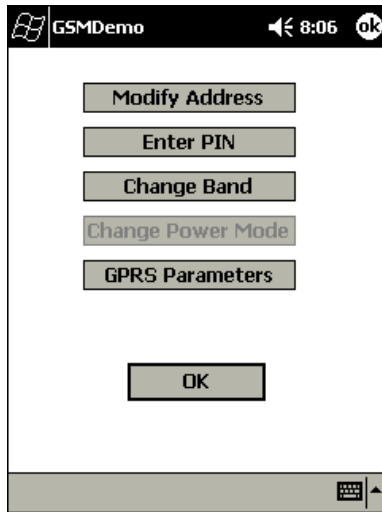 GSMDemo 8:06 ok
Modify Address
Enter PIN
Change Band
Change Power Mode
GPRS Parameters
OK